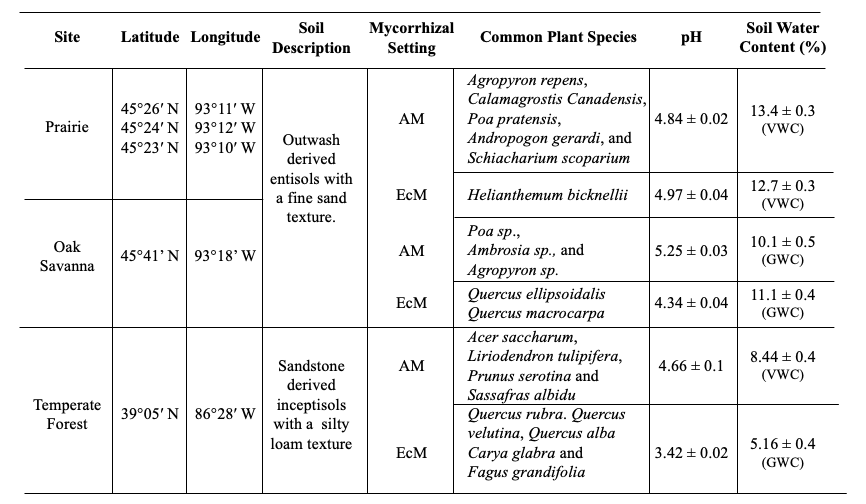 Site
Latitude
Longitude
Soil
Description
Mycorrhizal
Setting
Common Plant Species
pH
Soil Water
Content (%)
Prairie
45°26′ N
45°24′ N
45°23′ N
93°11′ W
93°12′ W
93°10′ W
Outwash
derived
entisols with
a fine sand
texture.
AM
Agropyron repens,
Calamagrostis Canadensis,
Poa pratensis,
Andropogon gerardi, and
Schiacharium scoparium
4.84 ± 0.02
13.4 ± 0.3
(VWC)
EcM
Helianthemum bicknellii
4.97 ± 0.04
12.7 ± 0.3
(VWC)
Oak
Savanna
45°41’ N
93°18’ W
AM
Poa sp.,
Ambrosia sp., and
Agropyron sp.
5.25 ± 0.03
10.1 ± 0.5
(GWC)
EcM
Quercus ellipsoidalis
Quercus macrocarpa
4.34 ± 0.04
11.1 ± 0.4
(GWC)
Temperate
Forest
39°05′ N
86°28′ W
Sandstone
derived
inceptisols
with a silty
loam texture
AM
Acer saccharum,
Liriodendron tulipifera,
Prunus serotina and
Sassafras albidu
4.66 ± 0.1
8.44 ± 0.4
(VWC)
EcM
Quercus rubra. Quercus
velutina, Quercus alba
Carya glabra and
Fagus grandifolia
3.42 ± 0.02
5.16 ± 0.4
(GWC)